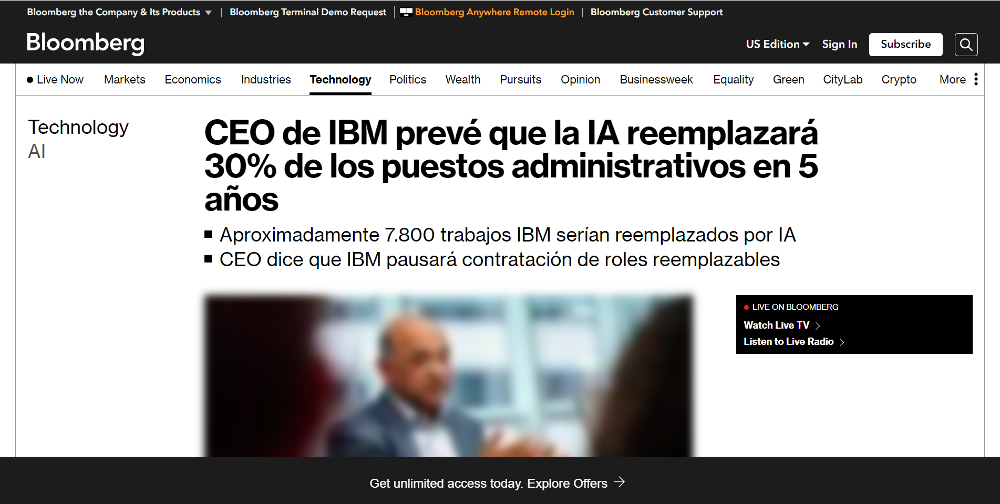 Bloomberg the Company & Its Products
Bloomberg Terminal Demo Request
Bloomberg Anywhere Remote Login
Bloomberg Customer Support
Bloomberg
US Edition
Sign In
Subscribe
Live Now
Markets
Economics
Industries
Technology
Politics
Wealth
Pursuits
Opinion
Businessweek
Equality
Green
CityLab
Crypto
More
Technology
AI
CEO de IBM prevé que la IA reemplazará
30% de los puestos administrativos en 5
años
Aproximadamente 7.800 trabajos IBM serían reemplazados por IA
CEO dice que IBM pausará contratación de roles reemplazables
LIVE ON BLOOMBERG
Watch Live TV
Listen to Live Radio
Get unlimited access today. Explore Offers